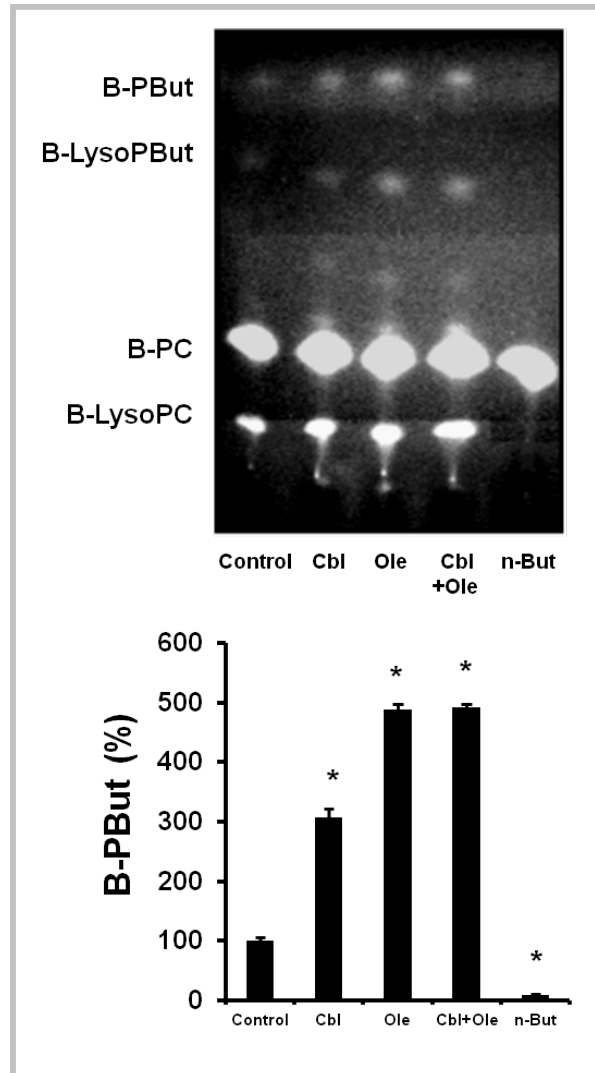 B-PBut
B-LysoPBut
B-PC
B-LysoPC
Control Cbl Ole Cbl +Ole n-But
B-PBut (%)
600
500
400
300
200
100
0
* * * *
Control Cbl Ole Cbl+Ole n-But